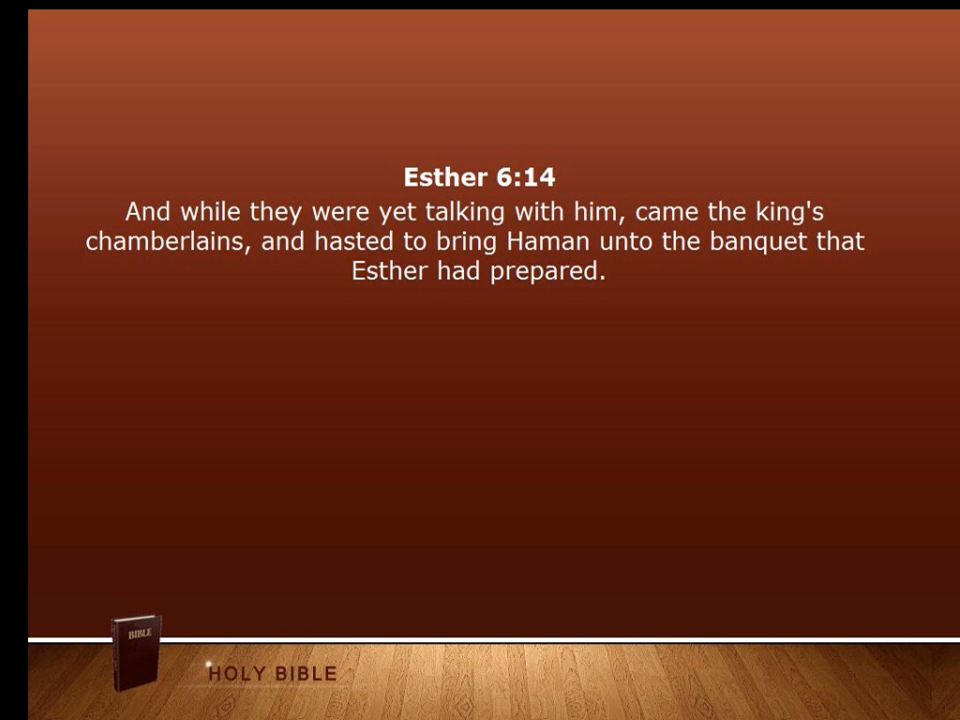 Esther 6:14
And while they were yet talking with him, came the king's
chamberlains, and hasted to bring Haman unto the banquet that
Esther had prepared.
BIBLE
HOLY BIBLE